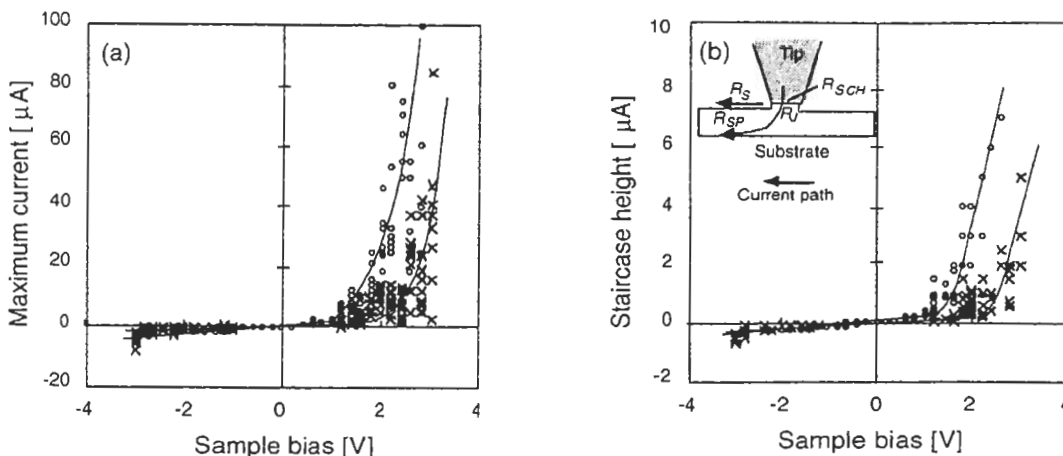 (a)
Maximum current [ μA ]
100
80
60
40
20
0
-20
-4
-2
0
2
4
Sample bias [V]
(b)
Staircase height [ μA ]
10
8
6
4
2
0
-2
Tip
R_S
R_SCH
R_SP
R_J
Substrate
Current path
-4
-2
0
2
4
Sample bias [V]